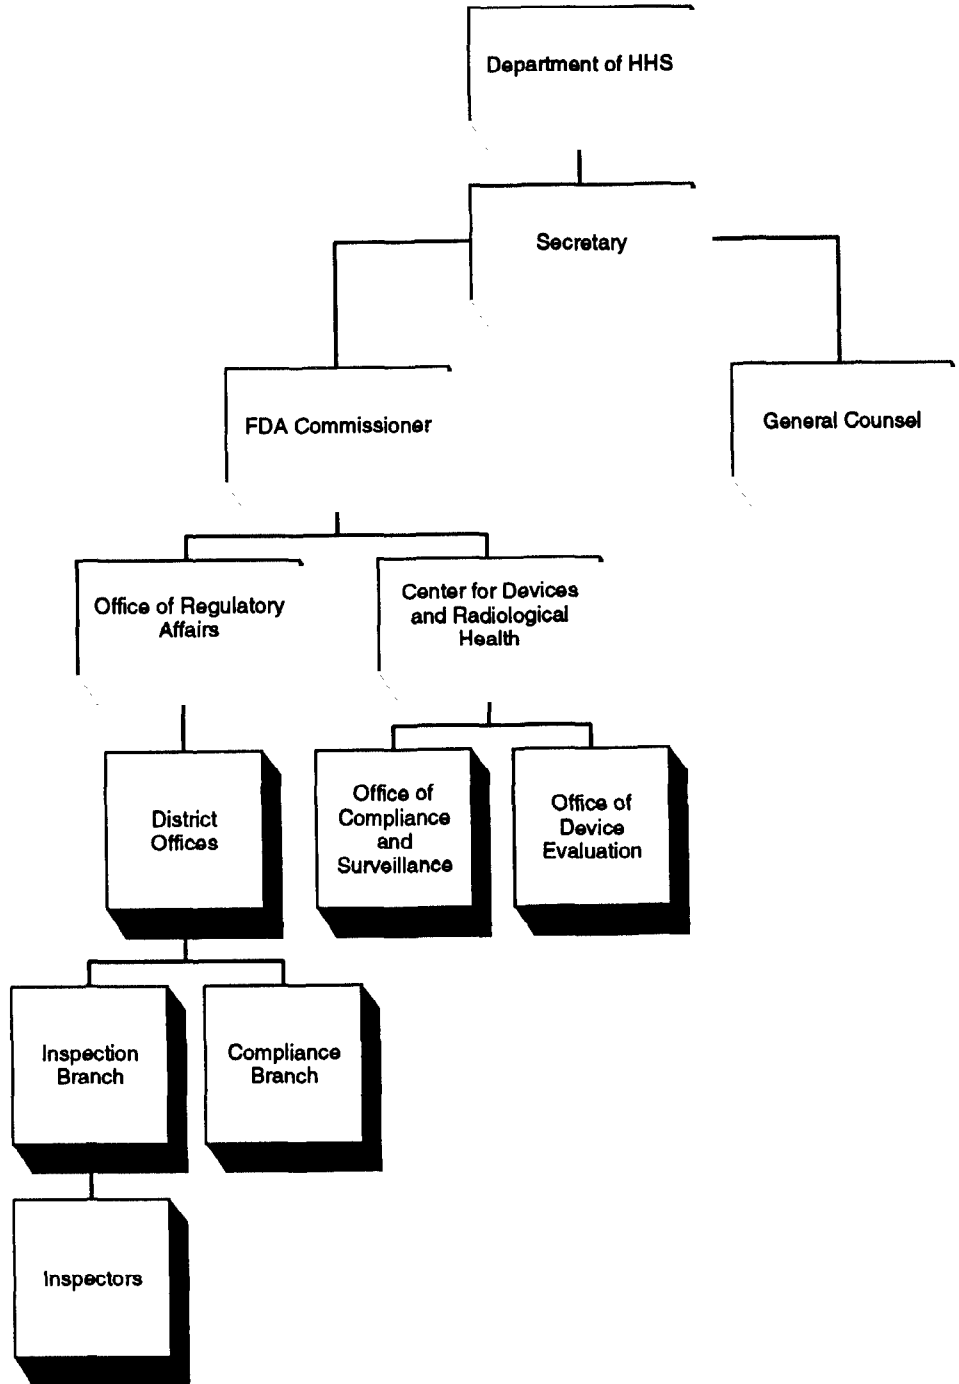 Department of HHS
Secretary
FDA Commissioner
General Counsel
Office of Regulatory
Affairs
Center for Devices
and Radiological
Health
District
Offices
Office of
Compliance
and
Surveillance
Office of
Device
Evaluation
Inspection
Branch
Compliance
Branch
Inspectors